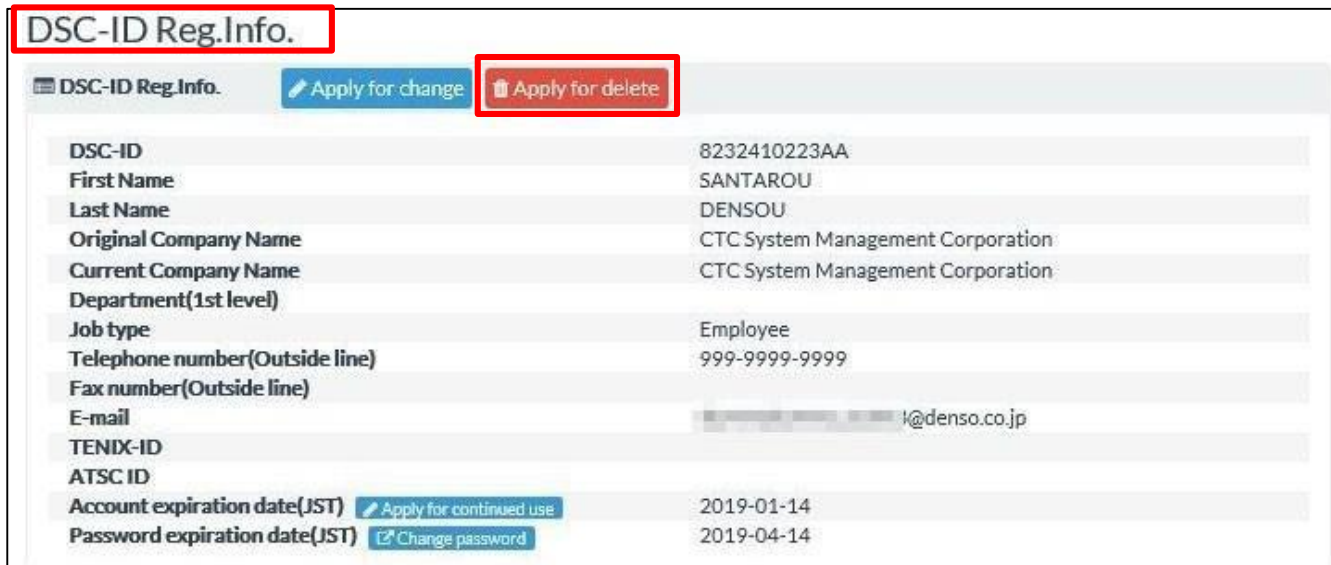 DSC-ID Reg.Info.
DSC-ID Reg.Info. Apply for change Apply for delete
DSC-ID 8232410223AA
First Name SANTAROU
Last Name DENSOU
Original Company Name CTC System Management Corporation
Current Company Name CTC System Management Corporation
Department(1st level)
Job type Employee
Telephone number(Outside line) 999-9999-9999
Fax number(Outside line)
E-mail @denso.co.jp
TENIX-ID
ATSC ID
Account expiration date(JST) Apply for continued use 2019-01-14
Password expiration date(JST) Change password 2019-04-14